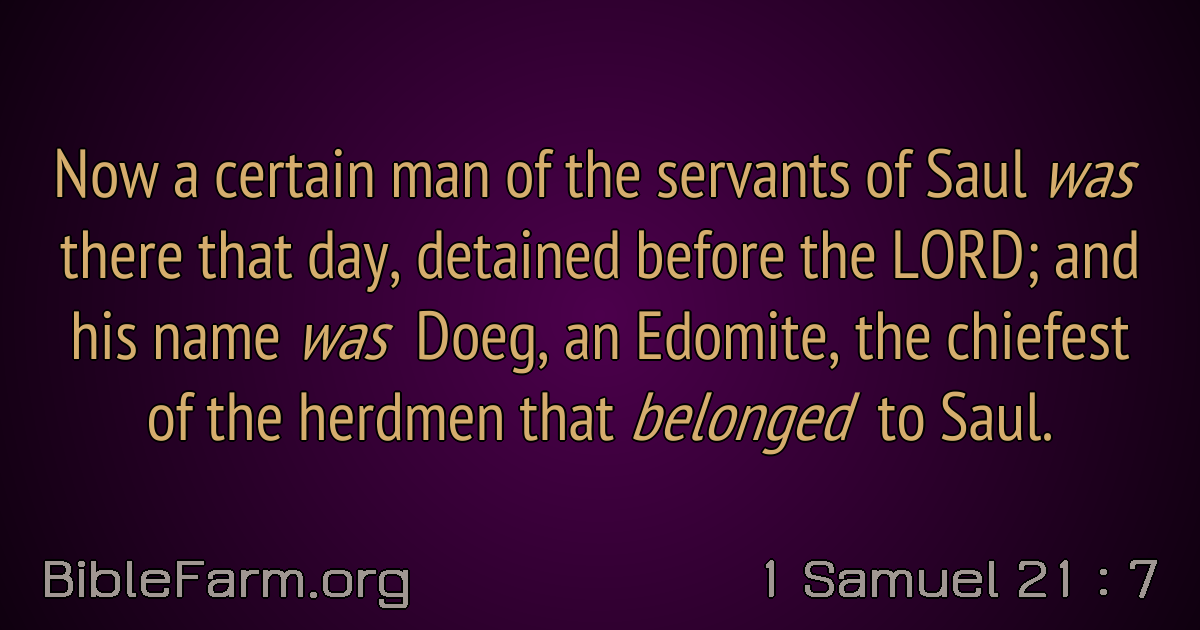 Now a certain man of the servants of Saul was
there that day, detained before the LORD; and
his name was Doeg, an Edomite, the chiefest
of the herdmen that belonged to Saul.
BibleFarm.org
1 Samuel 21 : 7